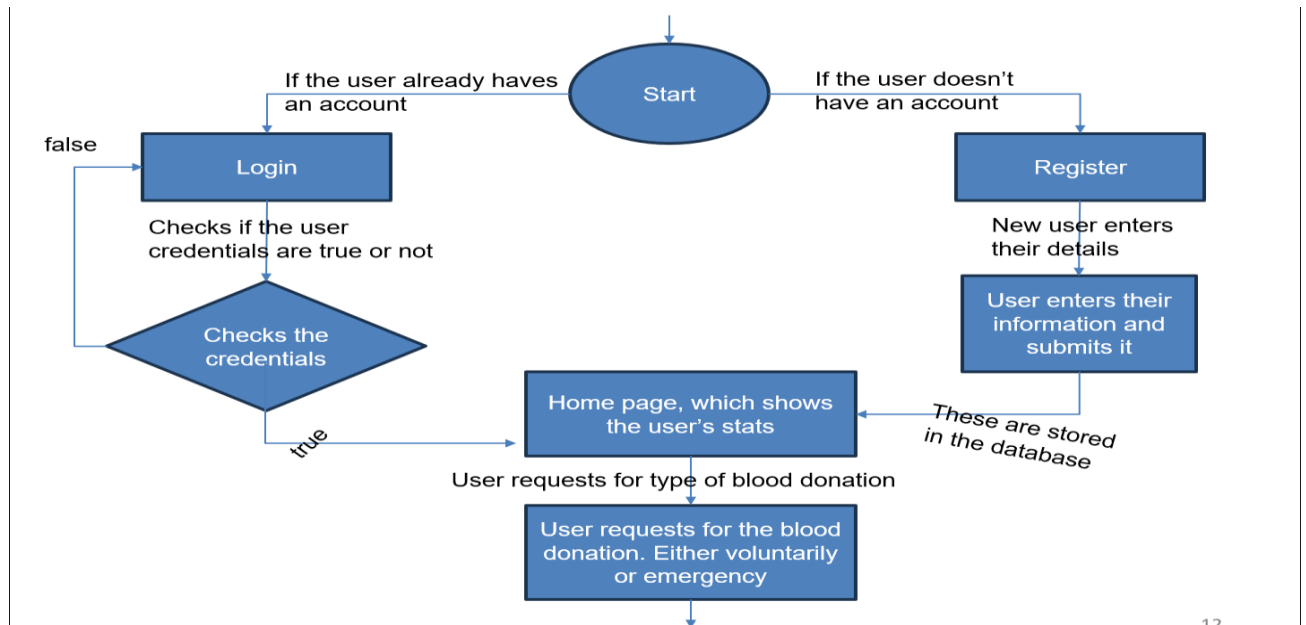 If the user already haves
an account
Start
If the user doesn't
have an account
false
Login
Register
Checks if the user
credentials are true or not
New user enters
their details
Checks the
credentials
User enters their
information and
submits it
Home page, which shows
the user's stats
These are stored
in the database
true
User requests for type of blood donation
User requests for the blood
donation. Either voluntarily
or emergency